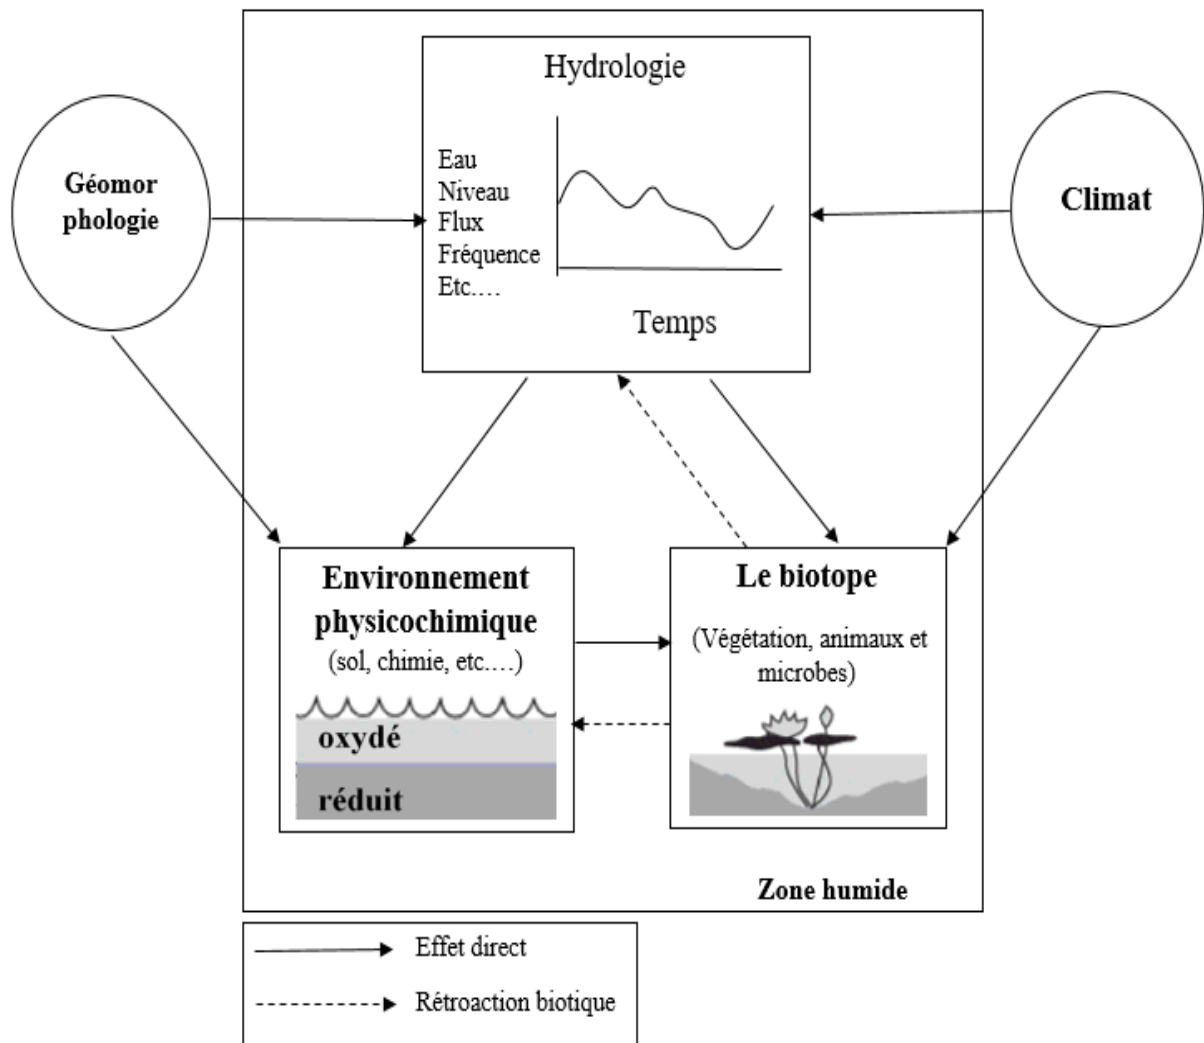 Hydrologie
Eau
Niveau
Flux
Fréquence
Etc.…
Temps
Géomor
phologie
Climat
Environnement
physicochimique
(sol, chimie, etc.…)
oxydé
réduit
Le biotope
(Végétation, animaux et
microbes)
Zone humide
Effet direct
Rétroaction biotique